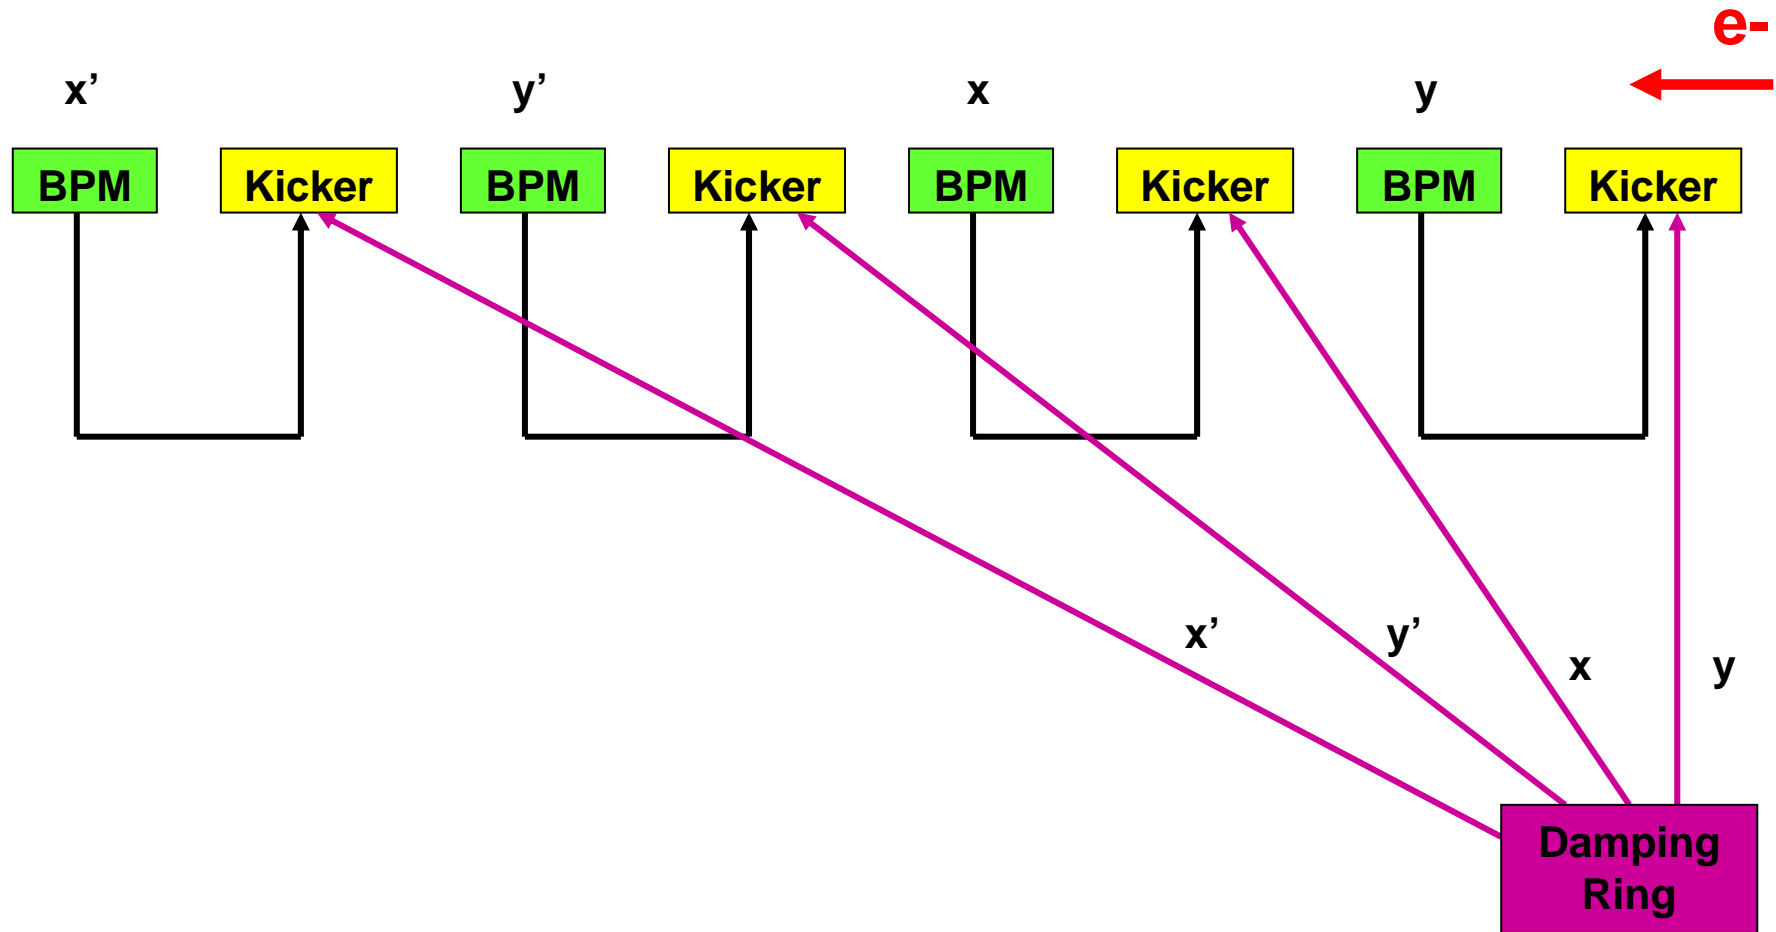 e-
x’ y’ x y
BPM Kicker BPM Kicker BPM Kicker BPM Kicker
x’ y’ x y
Damping
Ring